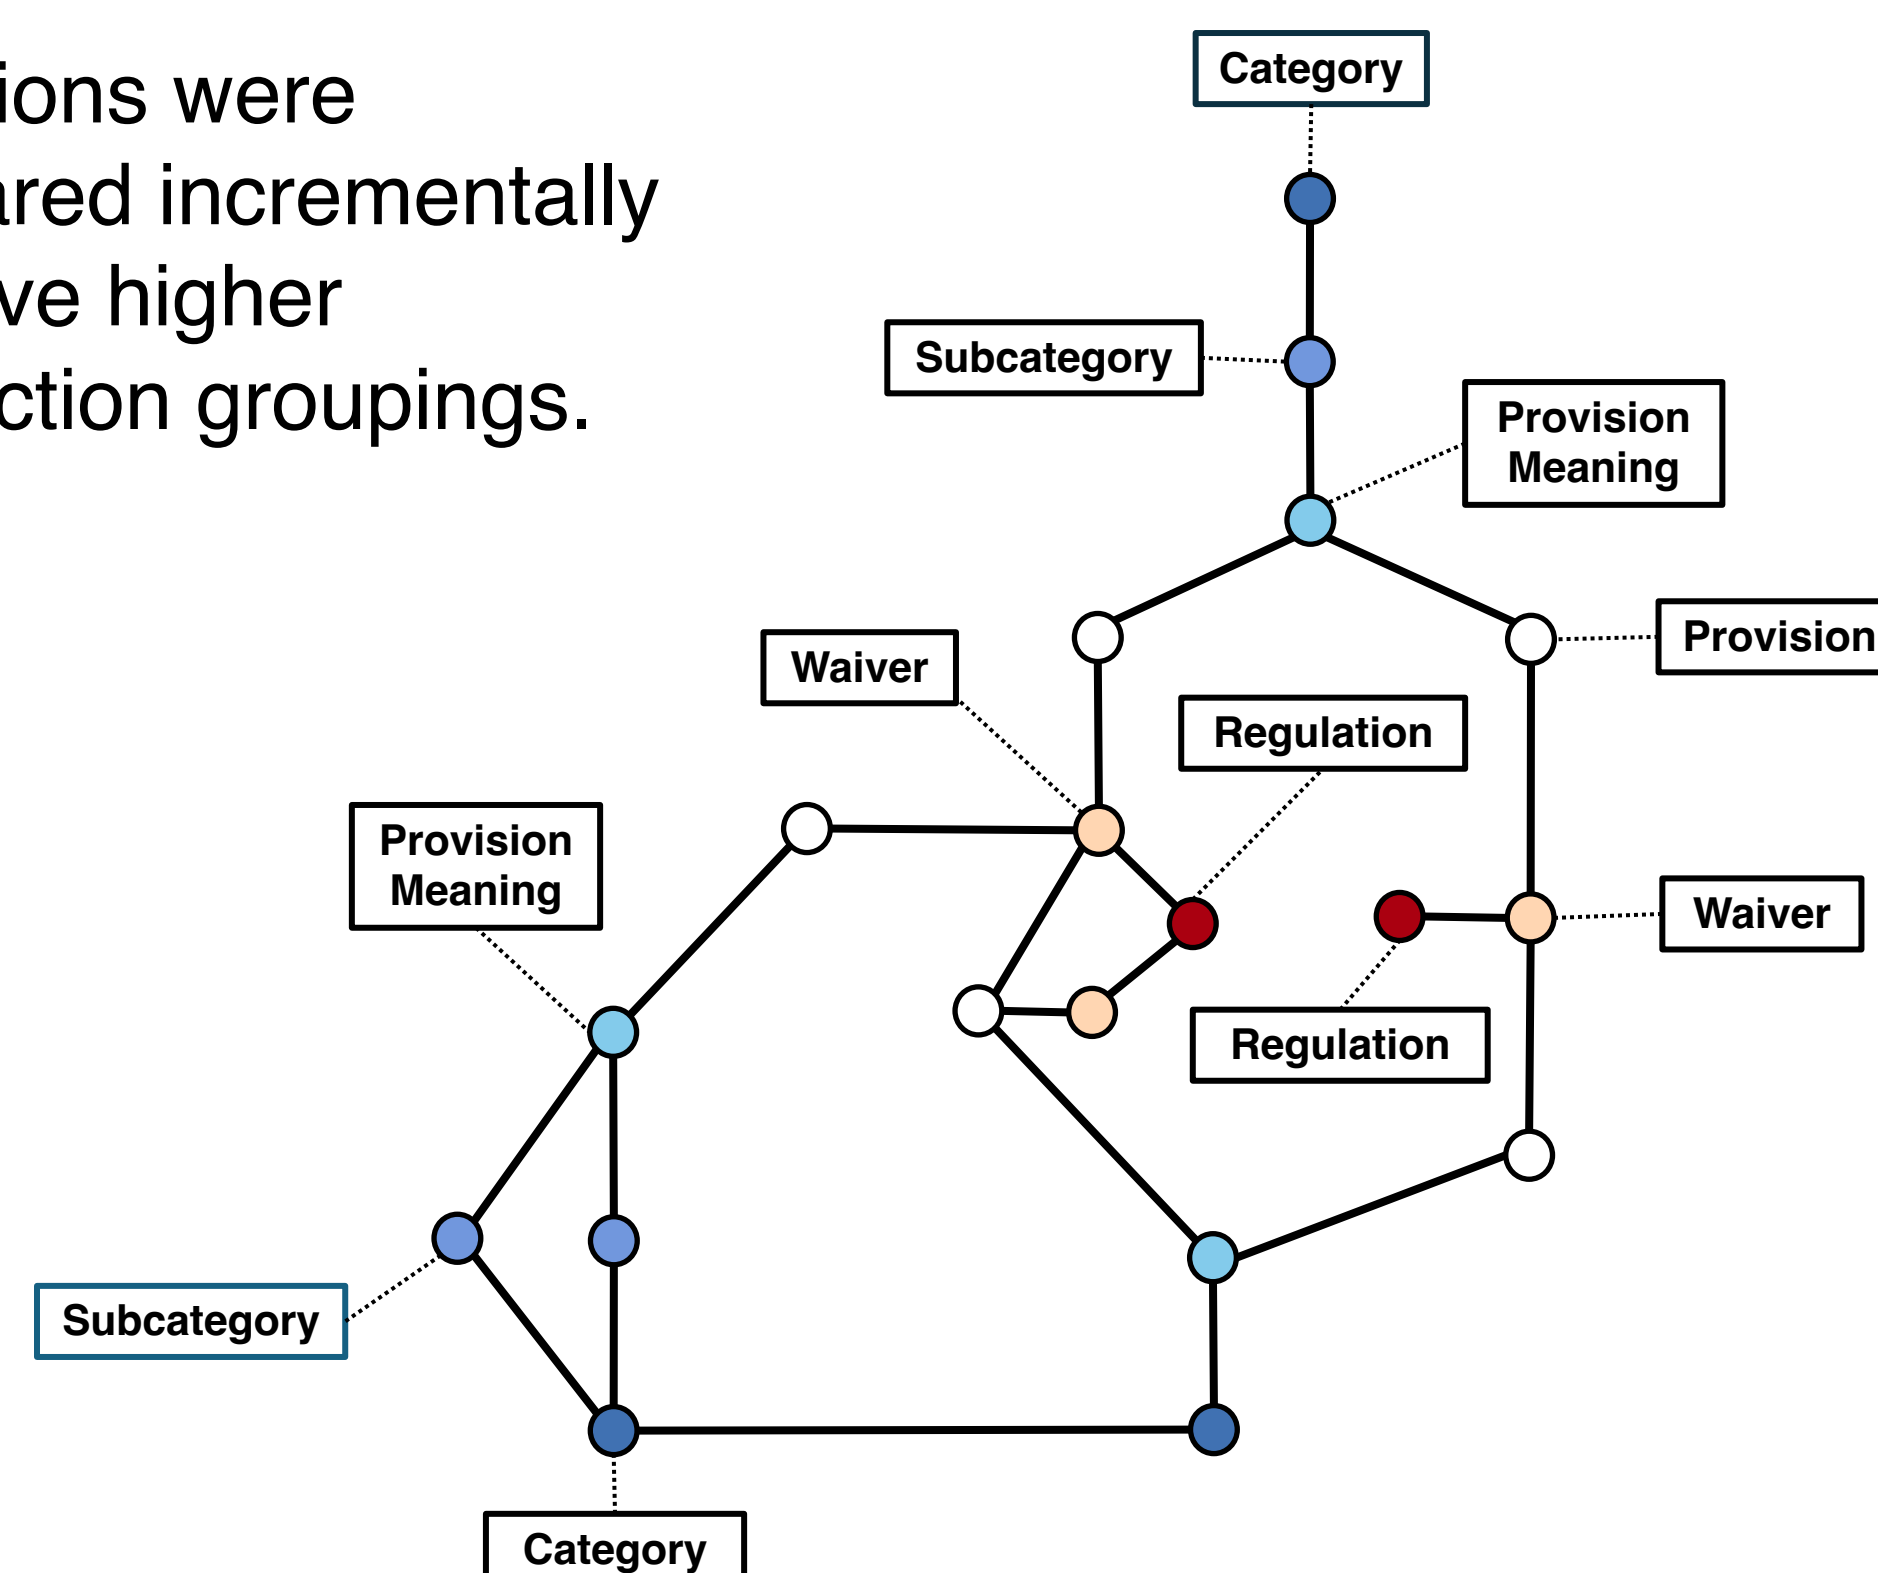 ions were
ared incrementally
ve higher
ction groupings.
Category
Subcategory
Provision
Meaning
Provision
Waiver
Regulation
Provision
Meaning
Waiver
Regulation
Subcategory
Category